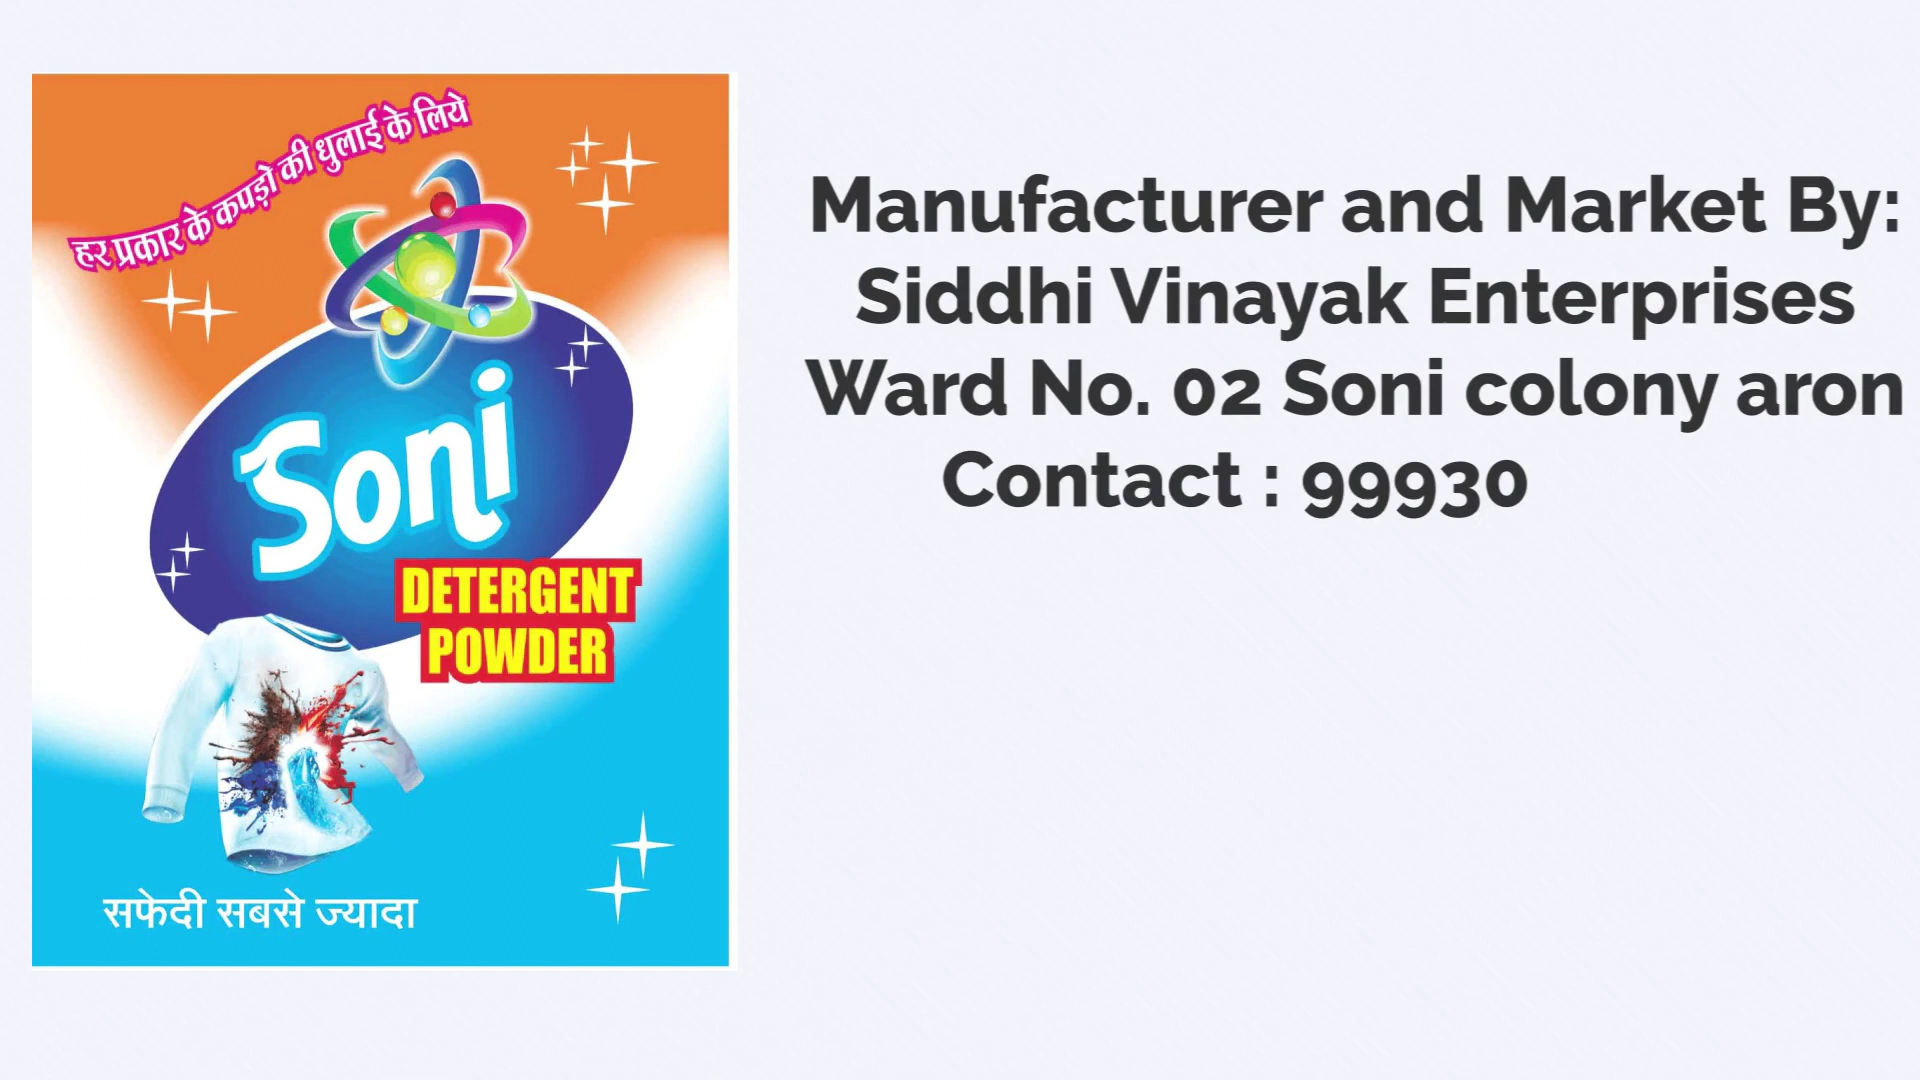 हर प्रकार के कपड़ो की धुलाई के लिये
Soni
DETERGENT
POWDER
सफेदी सबसे ज्यादा
Manufacturer and Market By:
Siddhi Vinayak Enterprises
Ward No. 02 Soni colony aron
Contact : 99930